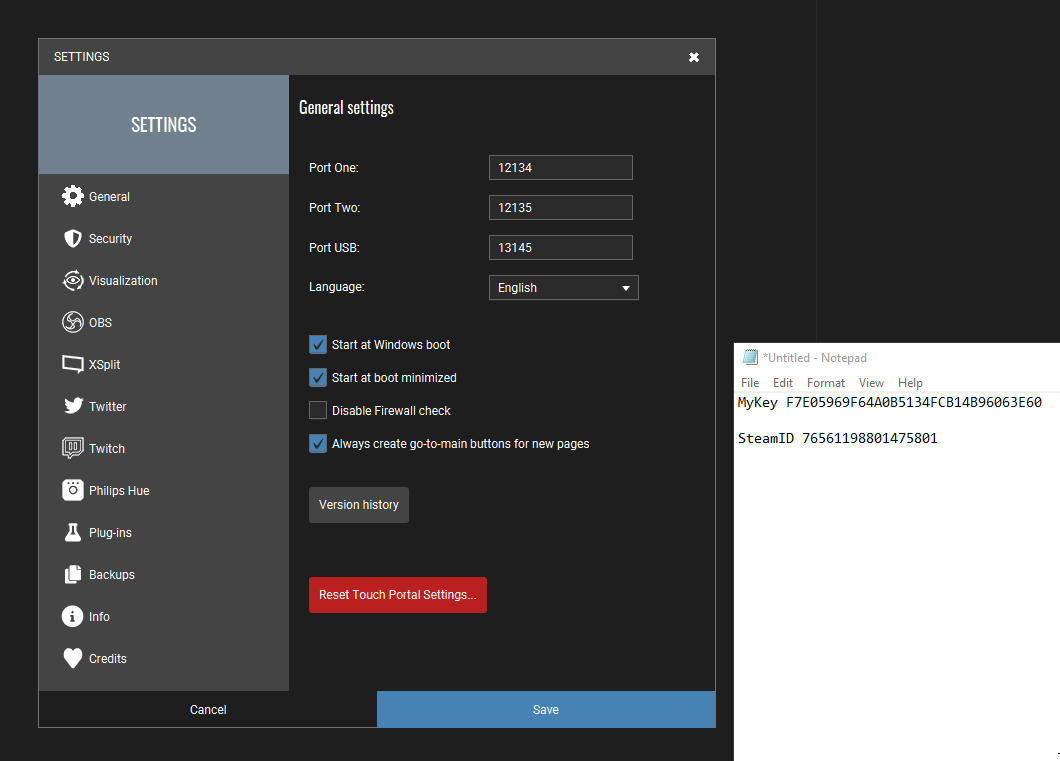 SETTINGS
SETTINGS
General
Security
Visualization
OBS
XSplit
Twitter
Twitch
Philips Hue
Plug-ins
Backups
Info
Credits
General settings
Port One: 12134
Port Two: 12135
Port USB: 13145
Language: English
Start at Windows boot
Start at boot minimized
Disable Firewall check
Always create go-to-main buttons for new pages
Version history
Reset Touch Portal Settings...
Cancel Save
*Untitled - Notepad
File Edit Format View Help
MyKey F7E05969F64A0B5134FCB14B96063E60
SteamID 76561198801475801